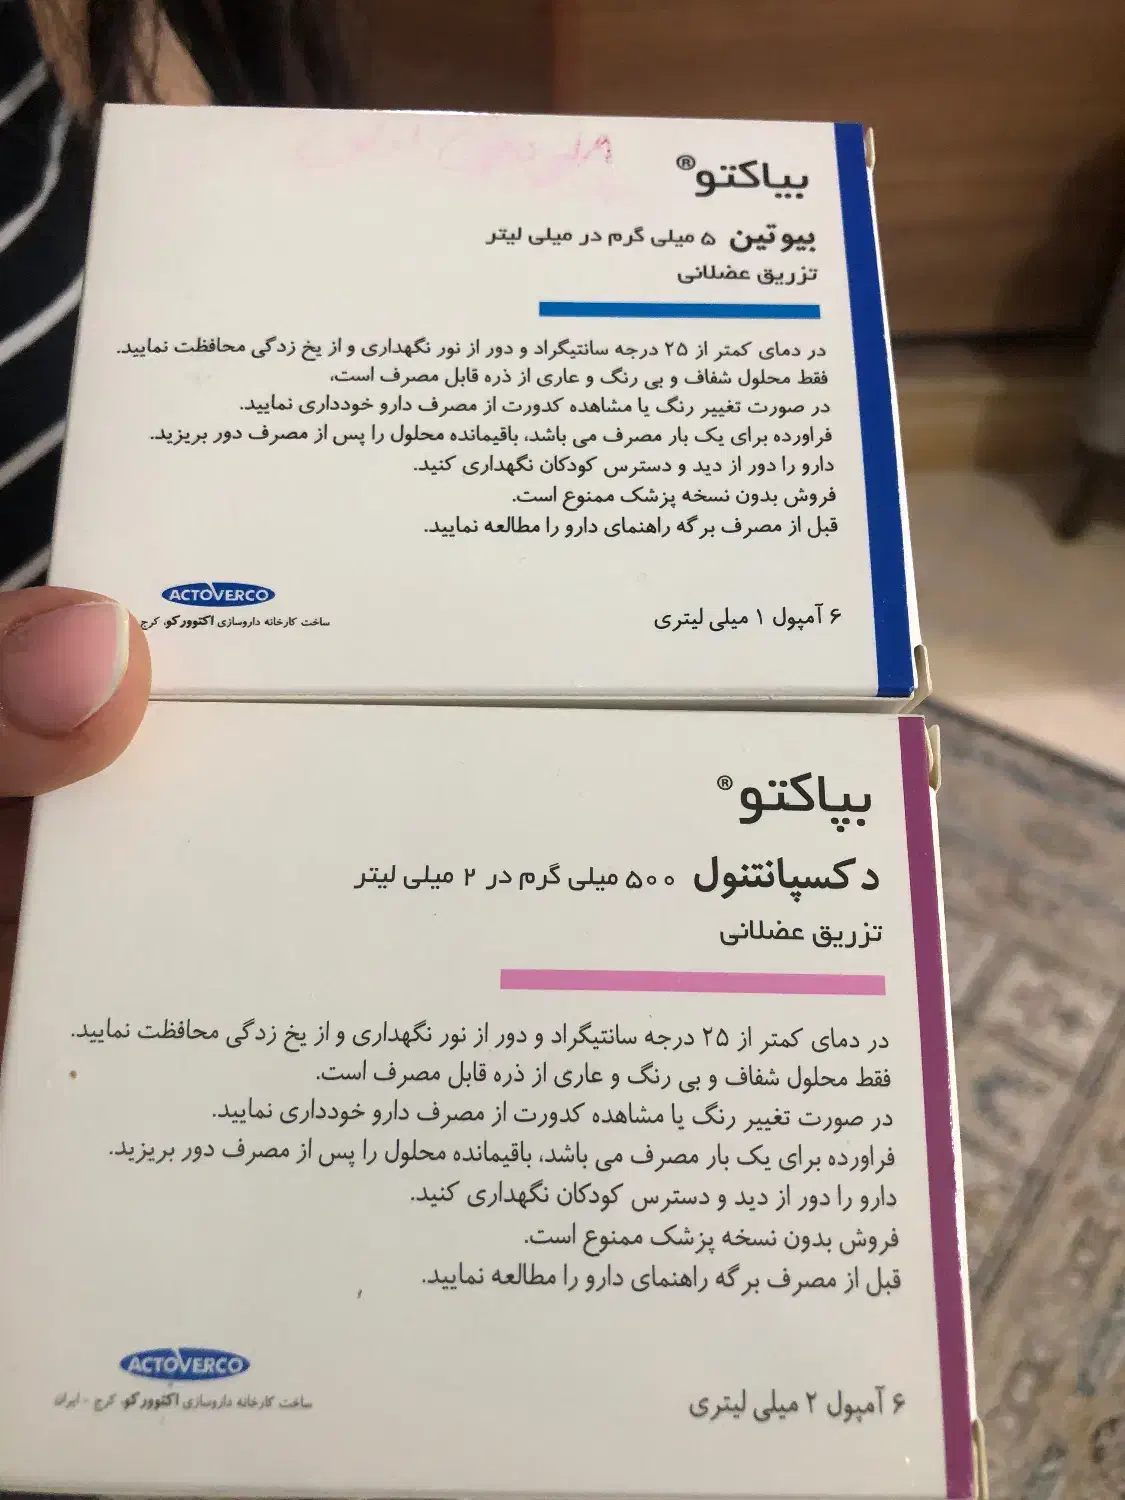 بیاکتو®
بیوتین ۵ میلی گرم در میلی لیتر
تزریق عضلانی
در دمای کمتر از ۲۵ درجه سانتیگراد و دور از نور نگهداری و از یخ زدگی محافظت نمایید.
فقط محلول شفاف و بی رنگ و عاری از ذره قابل مصرف است،
در صورت تغییر رنگ یا مشاهده کدورت از مصرف دارو خودداری نمایید.
فراورده برای یک بار مصرف می باشد، باقیمانده محلول را پس از مصرف دور بریزید.
دارو را دور از دید و دسترس کودکان نگهداری کنید.
فروش بدون نسخه پزشک ممنوع است.
قبل از مصرف برگه راهنمای دارو را مطالعه نمایید.
ACTOVERCO
ساخت کارخانه داروسازی اکتوورکو، کرج
۶ آمپول ۱ میلی لیتری
بپاکتو®
دکسپانتنول ۵۰۰ میلی گرم در ۲ میلی لیتر
تزریق عضلانی
در دمای کمتر از ۲۵ درجه سانتیگراد و دور از نور نگهداری و از یخ زدگی محافظت نمایید.
فقط محلول شفاف و بی رنگ و عاری از ذره قابل مصرف است.
در صورت تغییر رنگ یا مشاهده کدورت از مصرف دارو خودداری نمایید.
فراورده برای یک بار مصرف می باشد، باقیمانده محلول را پس از مصرف دور بریزید.
دارو را دور از دید و دسترس کودکان نگهداری کنید.
فروش بدون نسخه پزشک ممنوع است.
قبل از مصرف برگه راهنمای دارو را مطالعه نمایید.
ACTOVERCO
ساخت کارخانه داروسازی اکتوورکو، کرج - ایران
۶ آمپول ۲ میلی لیتری